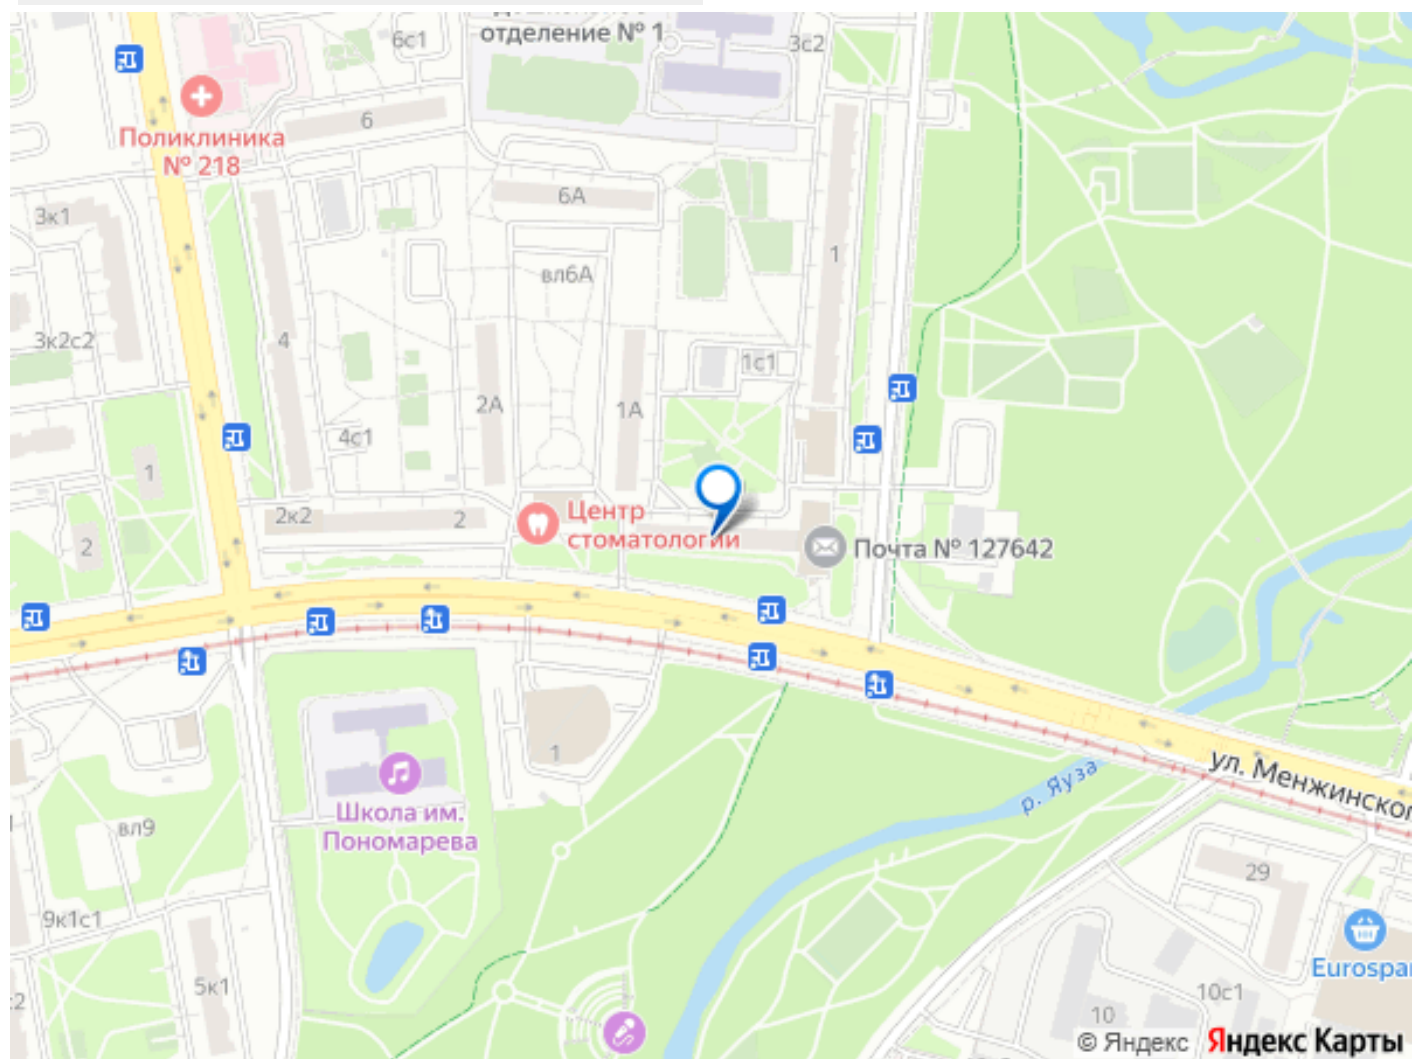 отделение № 1
6с1
3с2
Поликлиника
№ 218
6
6А
3к1
1
вл6А
3к2с2
4
1с1
2А
1А
4с1
1
Центр
стоматологии
2к2
2
2
Почта № 127642
ул. Менжинского
р. Яуза
1
Школа им.
Пономарева
вл9
29
9к1с1
Eurospar
5к1
10с1
10
© Яндекс Яндекс Карты